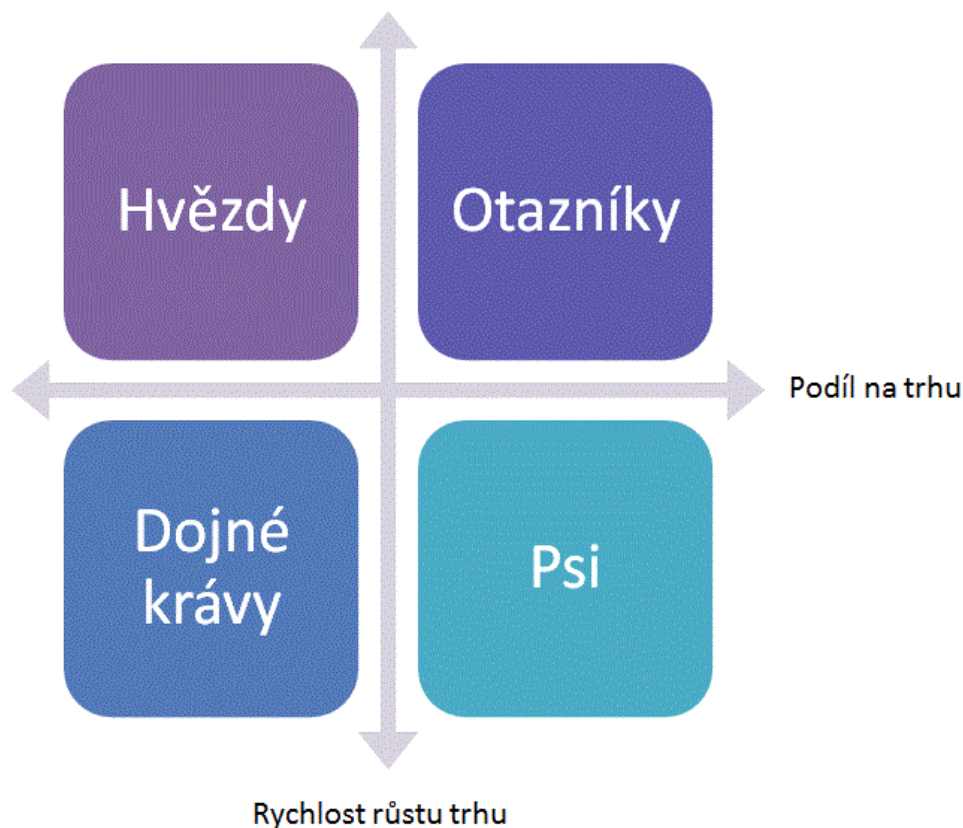 Hvězdy
Otazníky
Podíl na trhu
Dojné
krávy
Psi
Rychlost růstu trhu